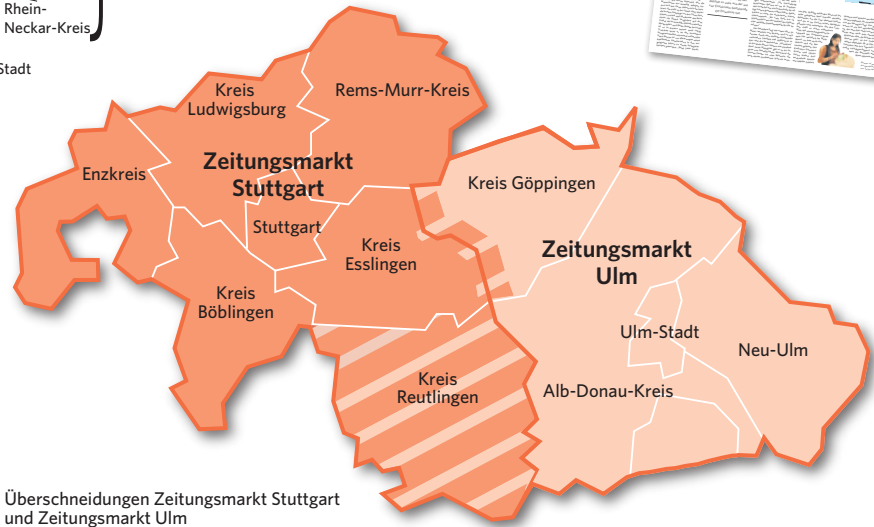 Rhein-
Neckar-Kreis
Stadt
Kreis
Ludwigsburg
Rems-Murr-Kreis
Enzkreis
Zeitungsmarkt
Stuttgart
Kreis Göppingen
Stuttgart
Kreis
Esslingen
Zeitungsmarkt
Ulm
Kreis
Böblingen
Ulm-Stadt
Neu-Ulm
Kreis
Reutlingen
Alb-Donau-Kreis
Überschneidungen Zeitungsmarkt Stuttgart
und Zeitungsmarkt Ulm